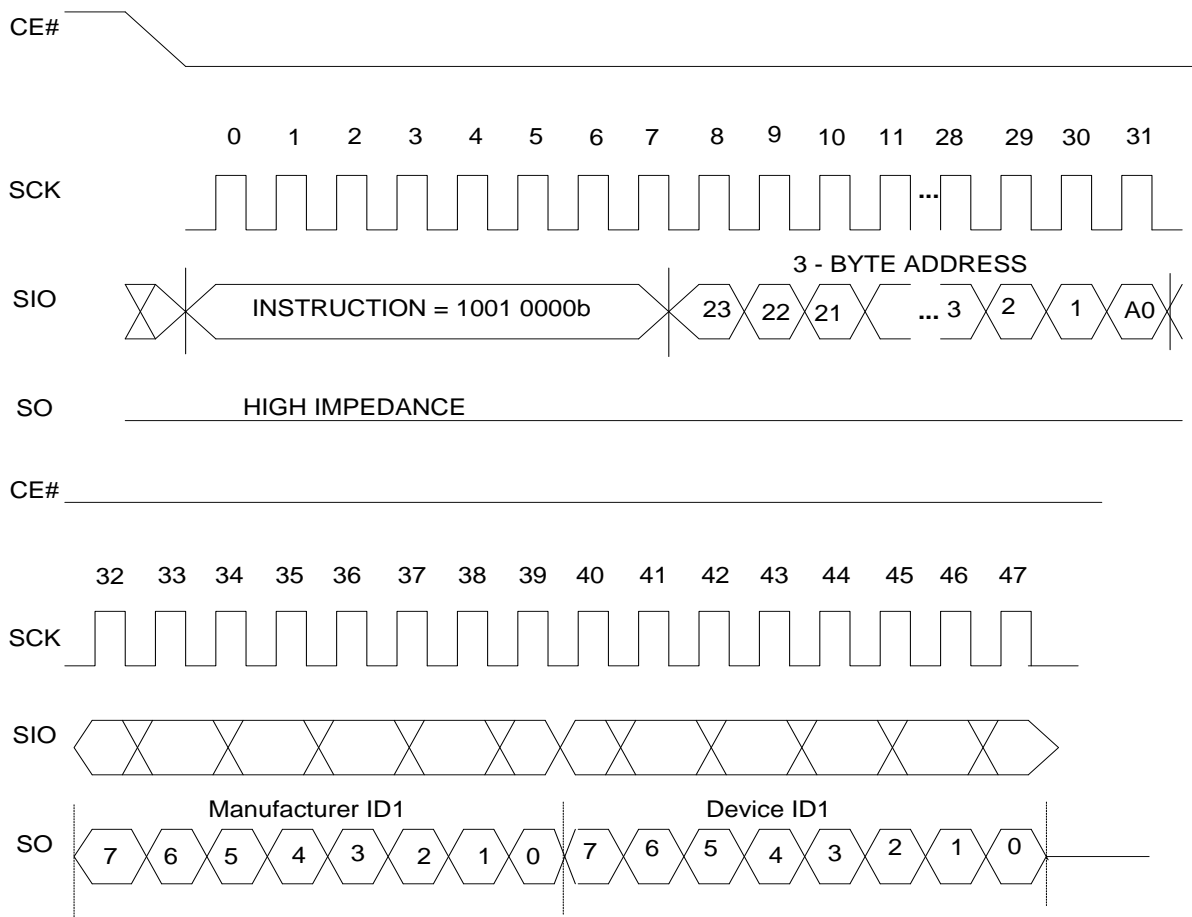 CE#
0 1 2 3 4 5 6 7 8 9 10 11 28 29 30 31
SCK ...
3 - BYTE ADDRESS
SIO INSTRUCTION = 1001 0000b 23 22 21 ... 3 2 1 A0
SO HIGH IMPEDANCE
CE#
32 33 34 35 36 37 38 39 40 41 42 43 44 45 46 47
SCK
SIO
Manufacturer ID1 Device ID1
SO 7 6 5 4 3 2 1 0 7 6 5 4 3 2 1 0